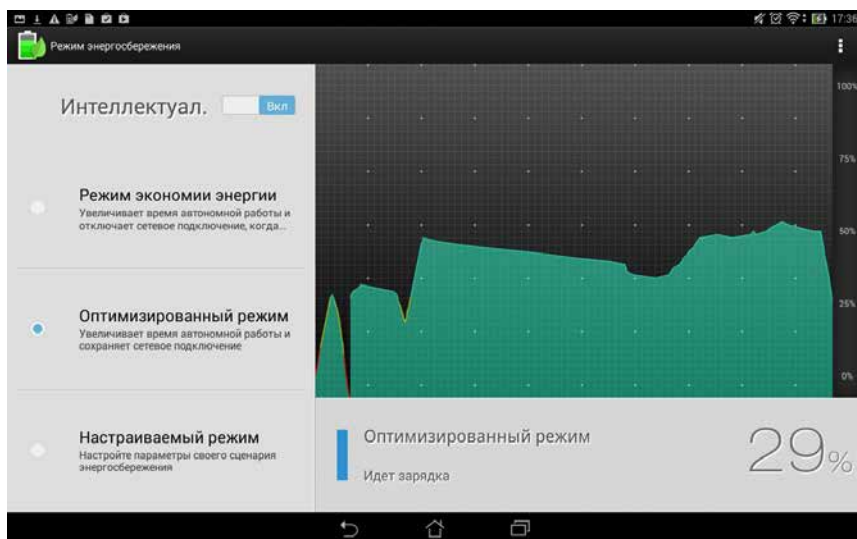 17:36
Режим энергосбережения
Интеллектуал.
Вкл
Режим экономии энергии
Увеличивает время автономной работы и
отключает сетевое подключение, когда...
Оптимизированный режим
Увеличивает время автономной работы и
сохраняет сетевое подключение
Настраиваемый режим
Настройте параметры своего сценария
энергосбережения
100%
75%
50%
25%
0%
Оптимизированный режим
Идет зарядка
29%